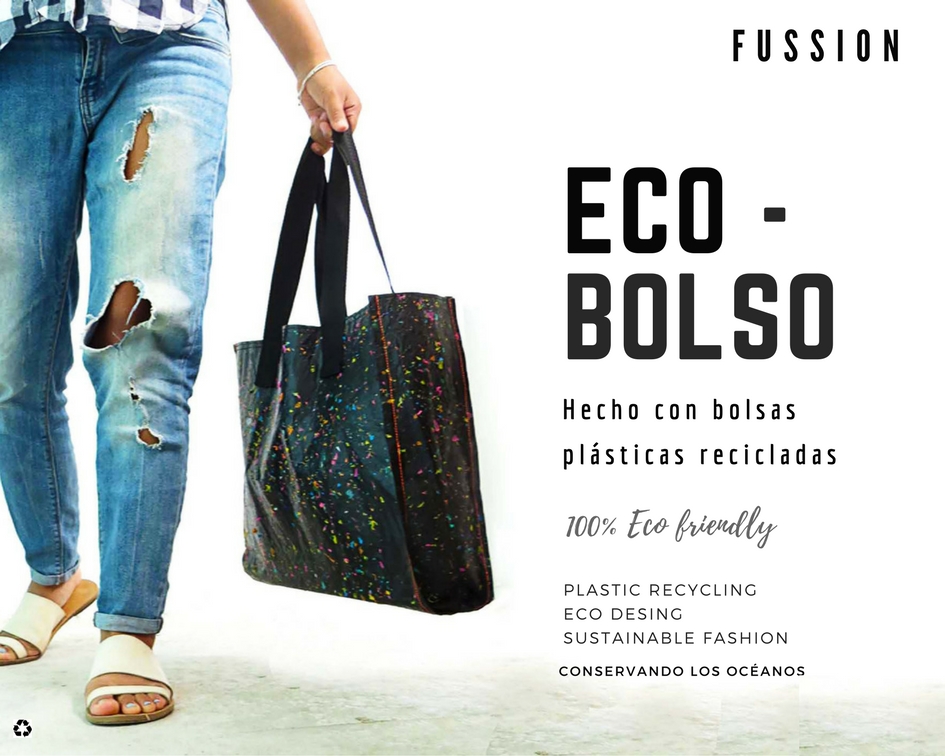 FUSSION
ECO -
BOLSO
Hecho con bolsas
plásticas recicladas
100% Eco friendly
PLASTIC RECYCLING
ECO DESING
SUSTAINABLE FASHION
CONSERVANDO LOS OCÉANOS